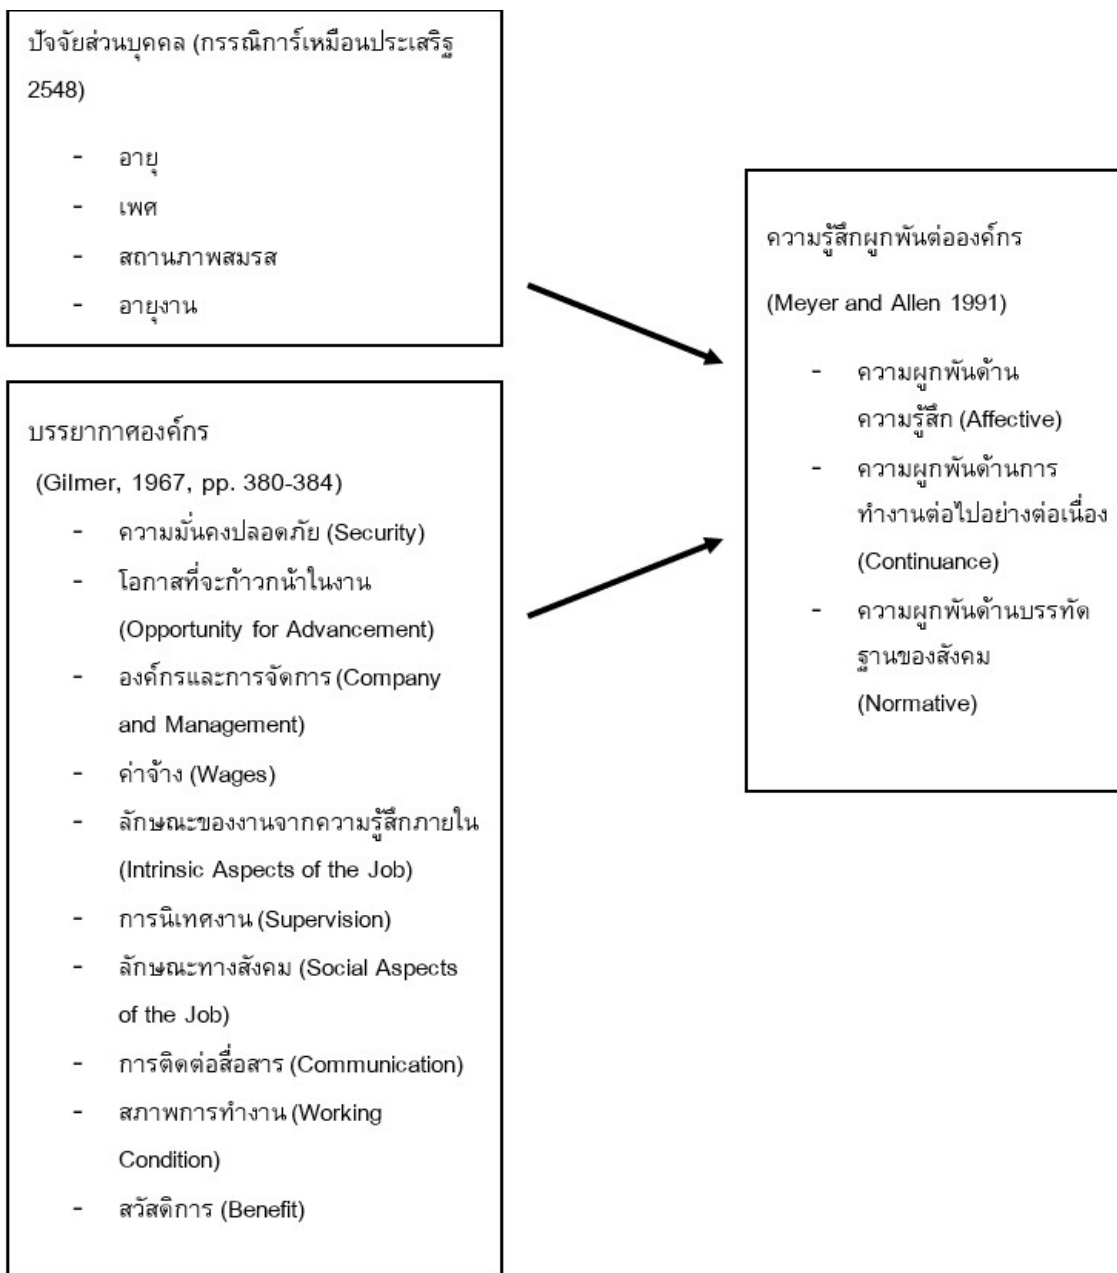 ปัจจัยส่วนบุคคล (กรรณิการ์เหมือนประเสริฐ
2548)
- อายุ
- เพศ
- สถานภาพสมรส
- อายุงาน
บรรยากาศองค์กร
(Gilmer, 1967, pp. 380-384)
- ความมั่นคงปลอดภัย (Security)
- โอกาสที่จะก้าวกน้าในงาน
(Opportunity for Advancement)
- องค์กรและการจัดการ (Company
and Management)
- ค่าจ้าง (Wages)
- ลักษณะของงานจากความรู้สึกภายใน
(Intrinsic Aspects of the Job)
- การนิเทศงาน (Supervision)
- ลักษณะทางสังคม (Social Aspects
of the Job)
- การติดต่อสื่อสาร (Communication)
- สภาพการทำงาน (Working
Condition)
- สวัสดิการ (Benefit)
ความรู้สึกผูกพันต่อองค์กร
(Meyer and Allen 1991)
- ความผูกพันด้าน
ความรู้สึก (Affective)
- ความผูกพันด้านการ
ทำงานต่อไปอย่างต่อเนื่อง
(Continuance)
- ความผูกพันด้านบรรทัด
ฐานของสังคม
(Normative)